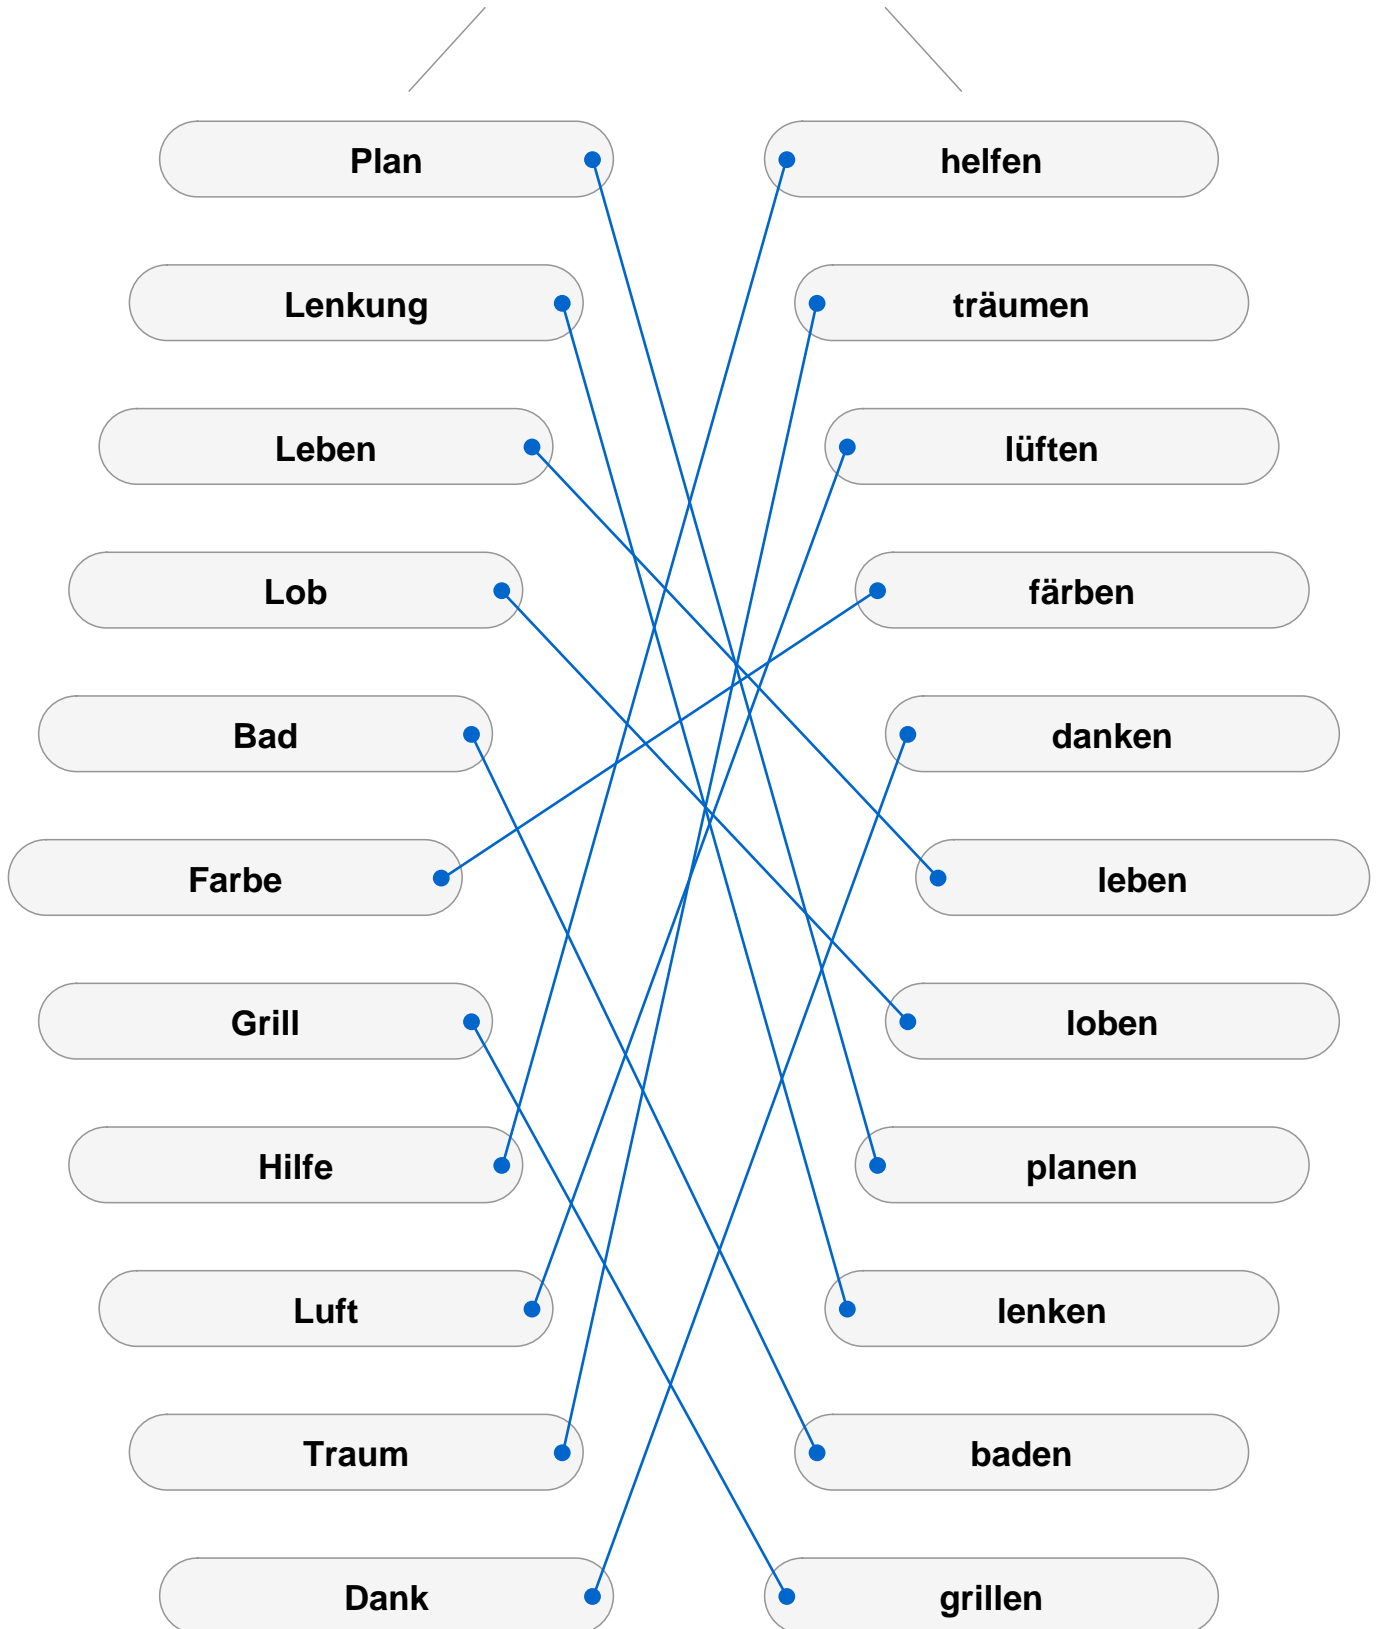 Plan helfen
Lenkung träumen
Leben lüften
Lob färben
Bad danken
Farbe leben
Grill loben
Hilfe planen
Luft lenken
Traum baden
Dank grillen